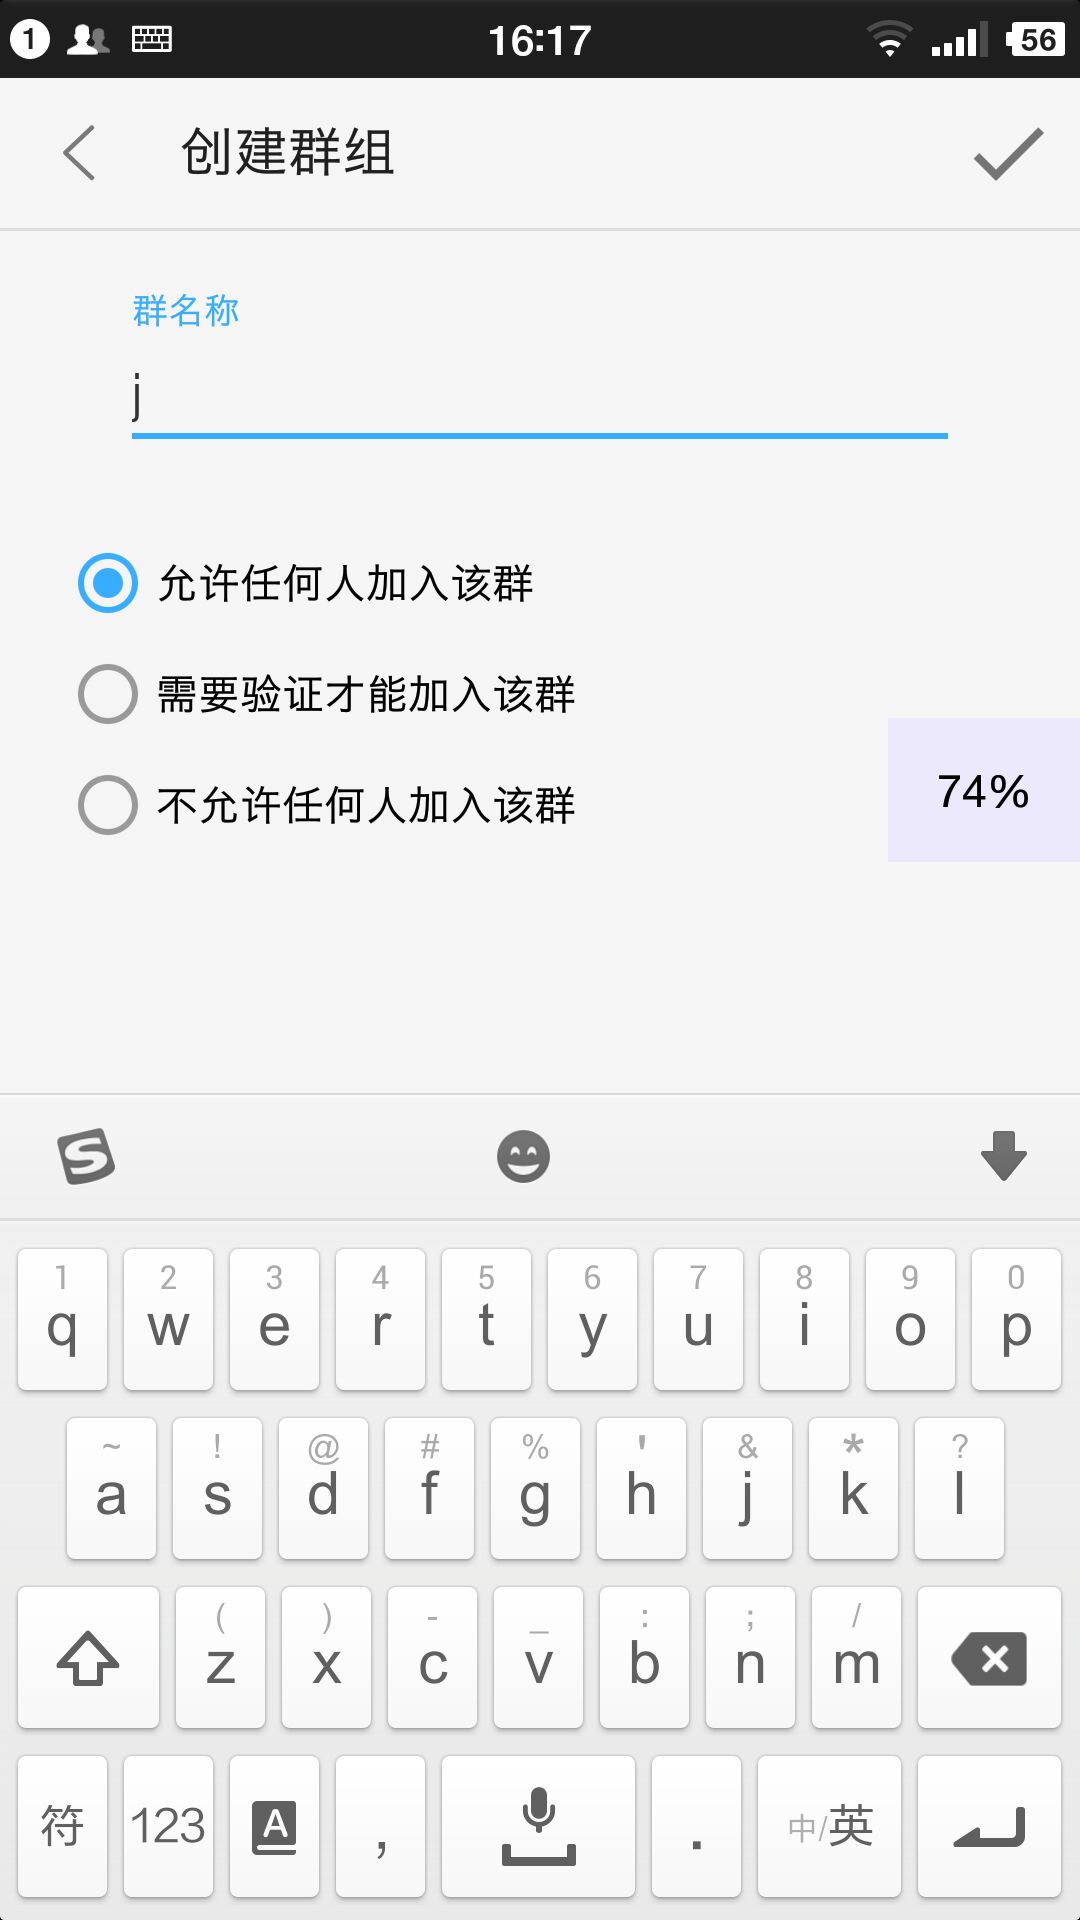 1 16:17 56
创建群组
群名称
j
允许任何人加入该群
需要验证才能加入该群
74%
不允许任何人加入该群
1 2 3 4 5 6 7 8 9 0
q w e r t y u i o p
~ ! @ # % ' & * ?
a s d f g h j k l
( ) - _ : ; /
z x c v b n m
符 123 A , . 中/英